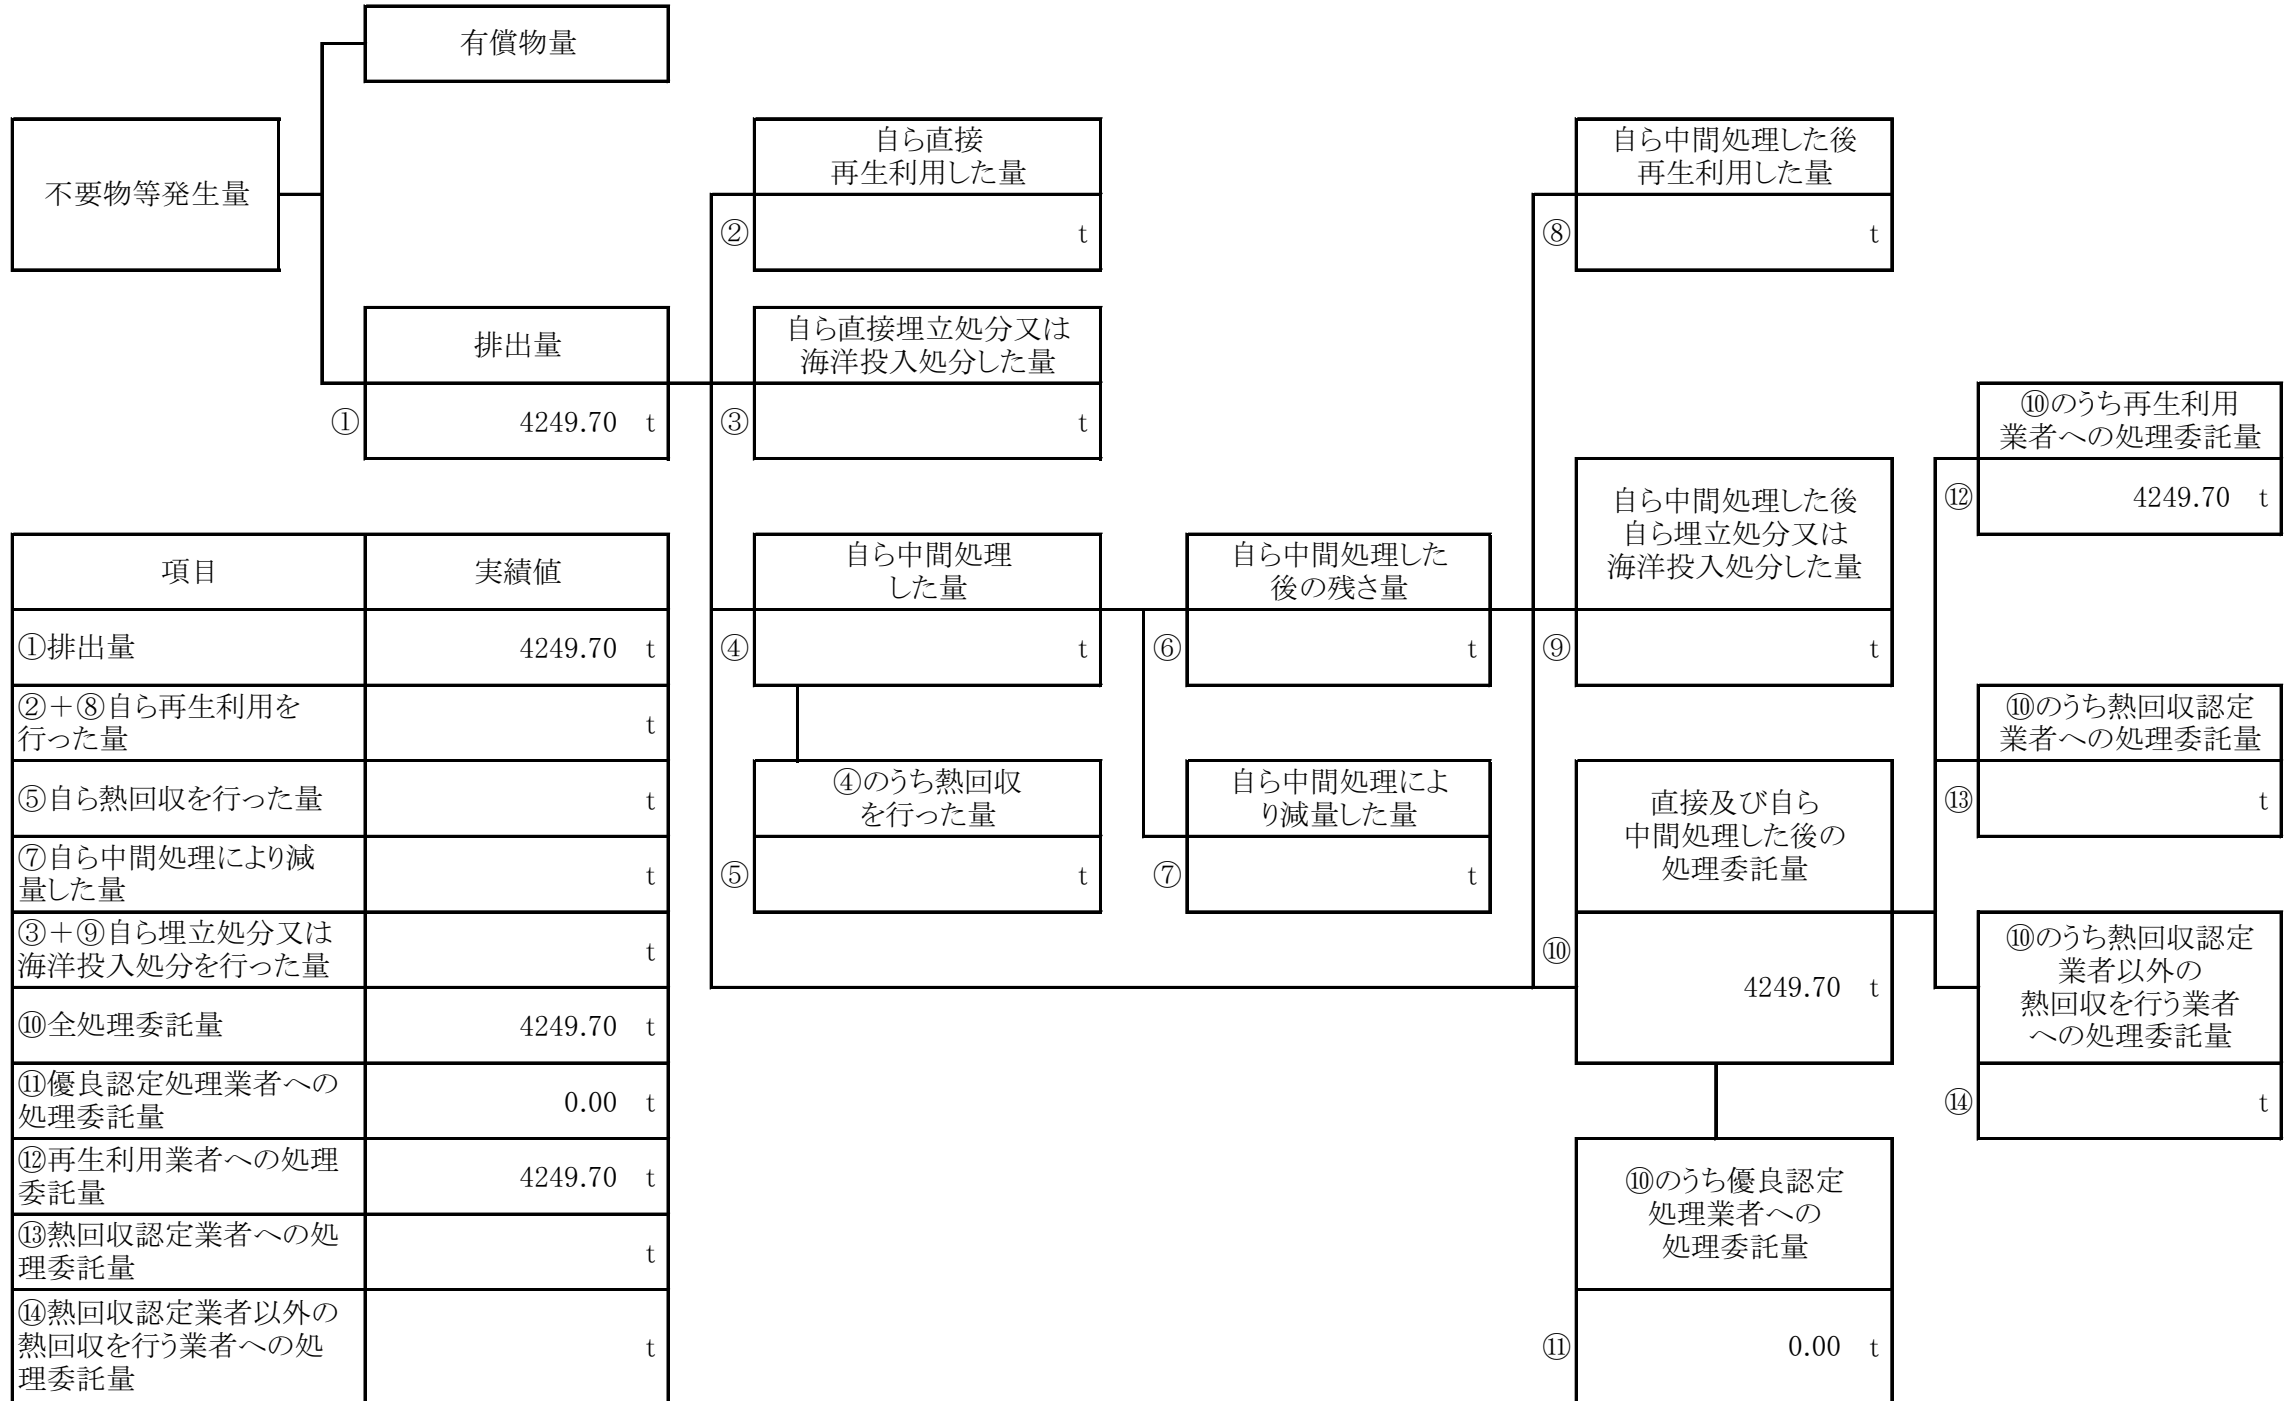 有償物量
不要物等発生量
排出量
①
4249.70 t
自ら直接
再生利用した量
②
t
自ら直接埋立処分又は
海洋投入処分した量
③
t
自ら中間処理
した量
④
t
④のうち熱回収
を行った量
⑤
t
自ら中間処理した
後の残さ量
⑥
t
自ら中間処理によ
り減量した量
⑦
t
自ら中間処理した後
再生利用した量
⑧
t
自ら中間処理した後
自ら埋立処分又は
海洋投入処分した量
⑨
t
直接及び自ら
中間処理した後の
処理委託量
⑩
4249.70 t
⑩のうち優良認定
処理業者への
処理委託量
⑪
0.00 t
⑩のうち再生利用
業者への処理委託量
⑫
4249.70 t
⑩のうち熱回収認定
業者への処理委託量
⑬
t
⑩のうち熱回収認定
業者以外の
熱回収を行う業者
への処理委託量
⑭
t
項目 実績値
①排出量 4249.70 t
②＋⑧自ら再生利用を
行った量
t
⑤自ら熱回収を行った量 t
⑦自ら中間処理により減
量した量
t
③＋⑨自ら埋立処分又は
海洋投入処分を行った量
t
⑩全処理委託量 4249.70 t
⑪優良認定処理業者への
処理委託量
0.00 t
⑫再生利用業者への処理
委託量
4249.70 t
⑬熱回収認定業者への処
理委託量
t
⑭熱回収認定業者以外の
熱回収を行う業者への処
理委託量
t